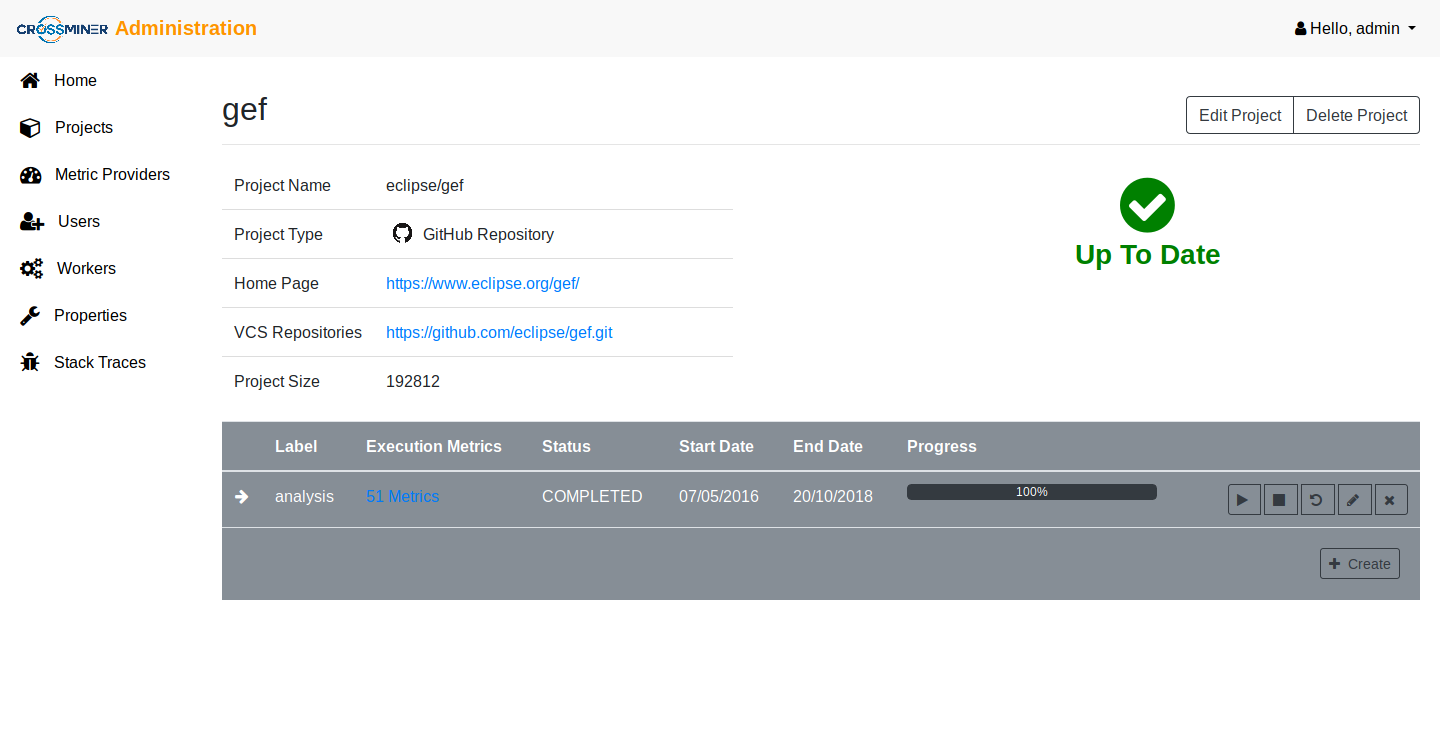 CROSSMINER Administration
Hello, admin
Home
Projects
Metric Providers
Users
Workers
Properties
Stack Traces
gef
Edit Project Delete Project
Project Name eclipse/gef
Project Type GitHub Repository
Home Page https://www.eclipse.org/gef/
VCS Repositories https://github.com/eclipse/gef.git
Project Size 192812
Up To Date
Label Execution Metrics Status Start Date End Date Progress
analysis 51 Metrics COMPLETED 07/05/2016 20/10/2018 100%
Create